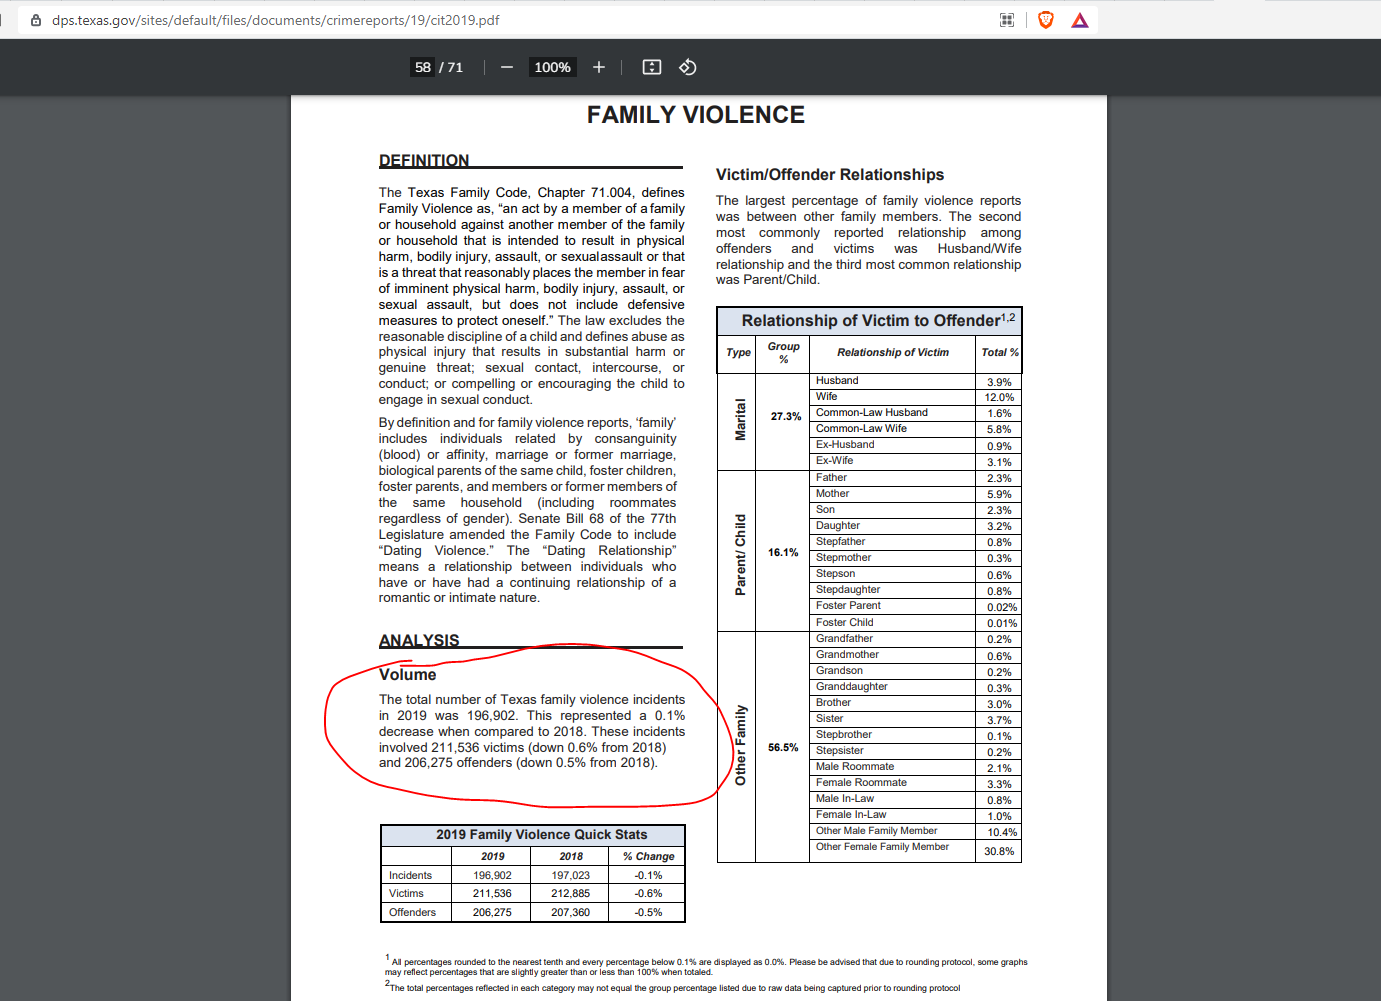 dps.texas.gov/sites/default/files/documents/crimereports/19/cit2019.pdf
58 / 71
100%
FAMILY VIOLENCE
DEFINITION
The Texas Family Code, Chapter 71.004, defines
Family Violence as, “an act by a member of a family
or household against another member of the family
or household that is intended to result in physical
harm, bodily injury, assault, or sexualassault or that
is a threat that reasonably places the member in fear
of imminent physical harm, bodily injury, assault, or
sexual assault, but does not include defensive
measures to protect oneself.” The law excludes the
reasonable discipline of a child and defines abuse as
physical injury that results in substantial harm or
genuine threat; sexual contact, intercourse, or
conduct; or compelling or encouraging the child to
engage in sexual conduct.
By definition and for family violence reports, ‘family’
includes individuals related by consanguinity
(blood) or affinity, marriage or former marriage,
biological parents of the same child, foster children,
foster parents, and members or former members of
the same household (including roommates
regardless of gender). Senate Bill 68 of the 77th
Legislature amended the Family Code to include
“Dating Violence.” The “Dating Relationship”
means a relationship between individuals who
have or have had a continuing relationship of a
romantic or intimate nature.
ANALYSIS
Volume
The total number of Texas family violence incidents
in 2019 was 196,902. This represented a 0.1%
decrease when compared to 2018. These incidents
involved 211,536 victims (down 0.6% from 2018)
and 206,275 offenders (down 0.5% from 2018).
2019 Family Violence Quick Stats
2019 2018 % Change
Incidents 196,902 197,023 -0.1%
Victims 211,536 212,885 -0.6%
Offenders 206,275 207,360 -0.5%
Victim/Offender Relationships
The largest percentage of family violence reports
was between other family members. The second
most commonly reported relationship among
offenders and victims was Husband/Wife
relationship and the third most common relationship
was Parent/Child.
Relationship of Victim to Offender1,2
Type Group % Relationship of Victim Total %
Marital 27.3%
Husband 3.9%
Wife 12.0%
Common-Law Husband 1.6%
Common-Law Wife 5.8%
Ex-Husband 0.9%
Ex-Wife 3.1%
Parent/ Child 16.1%
Father 2.3%
Mother 5.9%
Son 2.3%
Daughter 3.2%
Stepfather 0.8%
Stepmother 0.3%
Stepson 0.6%
Stepdaughter 0.8%
Foster Parent 0.02%
Foster Child 0.01%
Other Family 56.5%
Grandfather 0.2%
Grandmother 0.6%
Grandson 0.2%
Granddaughter 0.3%
Brother 3.0%
Sister 3.7%
Stepbrother 0.1%
Stepsister 0.2%
Male Roommate 2.1%
Female Roommate 3.3%
Male In-Law 0.8%
Female In-Law 1.0%
Other Male Family Member 10.4%
Other Female Family Member 30.8%
1 All percentages rounded to the nearest tenth and every percentage below 0.1% are displayed as 0.0%. Please be advised that due to rounding protocol, some graphs
may reflect percentages that are slightly greater than or less than 100% when totaled.
2The total percentages reflected in each category may not equal the group percentage listed due to raw data being captured prior to rounding protocol